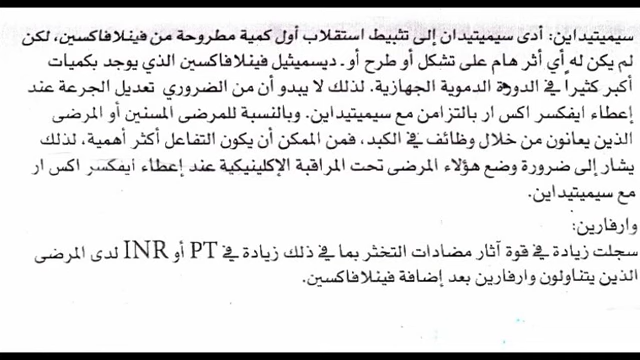 سيميتيداين: أدى سيميتيدان إلى تثبيط استقلاب أول كمية مطروحة من فينلافاكسين، لكن
لم يكن له أي أثر هام على تشكل أو طرح أو- ديسميثيل فينلافاكسين الذي يوجد بكميات
أكبر كثيراً في الدورة الدموية الجهازية. لذلك لا يبدو أن من الضروري تعديل الجرعة عند
إعطاء ايفكسر اكس ار بالتزامن مع سيميتيداين. وبالنسبة للمرضى المسنين أو المرضى
الذين يعانون من خلال وظائف في الكبد، فمن الممكن أن يكون التفاعل أكثر أهمية، لذلك
يشار إلى ضرورة وضع هؤلاء المرضى تحت المراقبة الإكلينيكية عند إعطاء أيفكسر اكس ار
مع سيميتيداين.
وارفارين:
سجلت زيادة في قوة آثار مضادات التخثر بما في ذلك زيادة في PT أو INR لدى المرضى
الذين يتناولون وارفارين بعد إضافة فينلافاكسين.